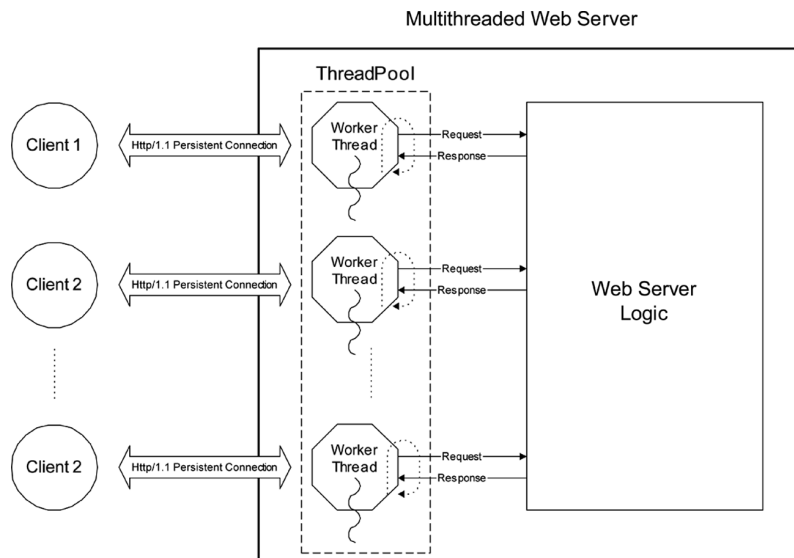 Multithreaded Web Server
ThreadPool
Client 1
Http/1.1 Persistent Connection
Worker
Thread
Request
Response
Client 2
Http/1.1 Persistent Connection
Worker
Thread
Request
Response
Web Server
Logic
Client 2
Http/1.1 Persistent Connection
Worker
Thread
Request
Response